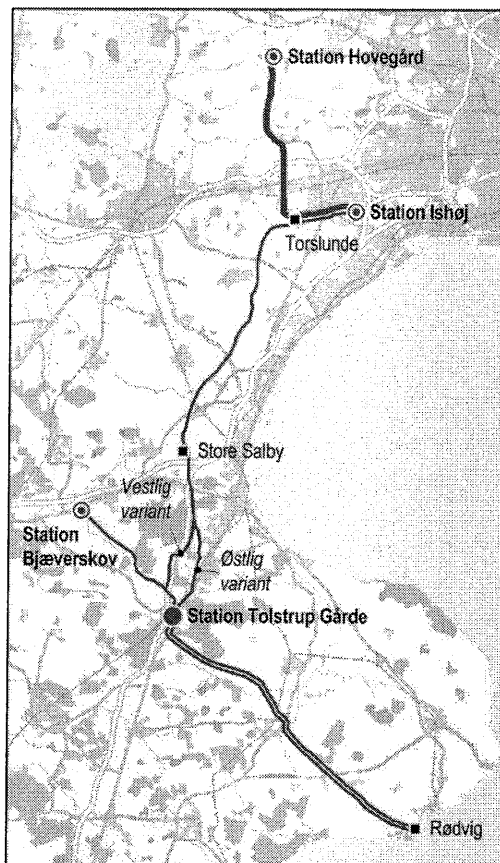 Station Hovegård
Station Ishøj
Torslunde
Store Salby
Vestlig
variant
Station
Bjæverskov
Østlig
variant
Station Tolstrup Gårde
Rødvig